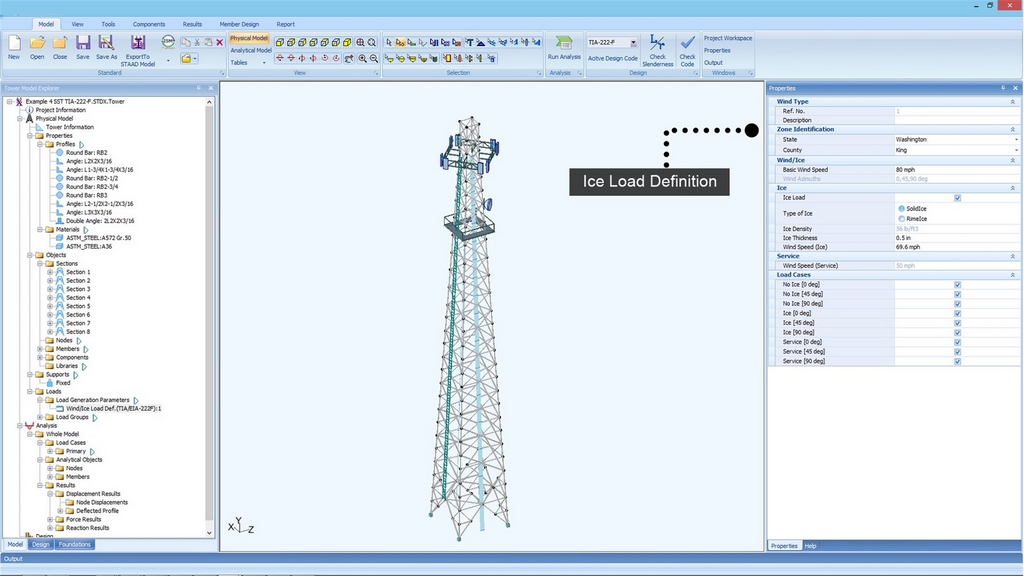 Model View Tools Components Results Member Design Report
New Open Close Save Save As ExportTo STAAD Model
Standard
Physical Model
Analytical Model
Tables
View
Selection
Run Analysis
Analysis
TIA-222-F
Active Design Code
Check Slenderness
Check Code
Design
Project Workspace
Properties
Output
Windows
Tower Model Explorer
Example 4 SST TIA-222-F.STDX.Tower
Project Information
Physical Model
Tower Information
Properties
Profiles
Round Bar: RB2
Angle: L2X2X3/16
Angle: L1-3/4X1-3/4X3/16
Round Bar: RB2-1/2
Round Bar: RB2-3/4
Round Bar: RB3
Angle: L2-1/2X2-1/2X3/16
Angle: L3X3X3/16
Double Angle: 2L2X2X3/16
Materials
ASTM_STEEL:A572 Gr.50
ASTM_STEEL:A36
Objects
Sections
Section 1
Section 2
Section 3
Section 4
Section 5
Section 6
Section 7
Section 8
Nodes
Members
Components
Libraries
Supports
Fixed
Loads
Load Generation Parameters
Wind/Ice Load Def.(TIA/EIA-222F):1
Load Groups
Analysis
Whole Model
Load Cases
Primary
Analytical Objects
Nodes
Members
Results
Displacement Results
Node Displacements
Deflected Profile
Force Results
Reaction Results
Design
Model Design Foundations
Output
Ice Load Definition
X Y Z
Properties
Wind Type
Ref. No. 1
Description
Zone Identification
State Washington
County King
Wind/Ice
Basic Wind Speed 80 mph
Wind Azimuths 0,45,90 deg
Ice
Ice Load
Type of Ice
SolidIce
RimeIce
Ice Density 56 lb/ft3
Ice Thickness 0.5 in
Wind Speed (Ice) 69.6 mph
Service
Wind Speed (Service) 50 mph
Load Cases
No Ice [0 deg]
No Ice [45 deg]
No Ice [90 deg]
Ice [0 deg]
Ice [45 deg]
Ice [90 deg]
Service [0 deg]
Service [45 deg]
Service [90 deg]
Properties Help